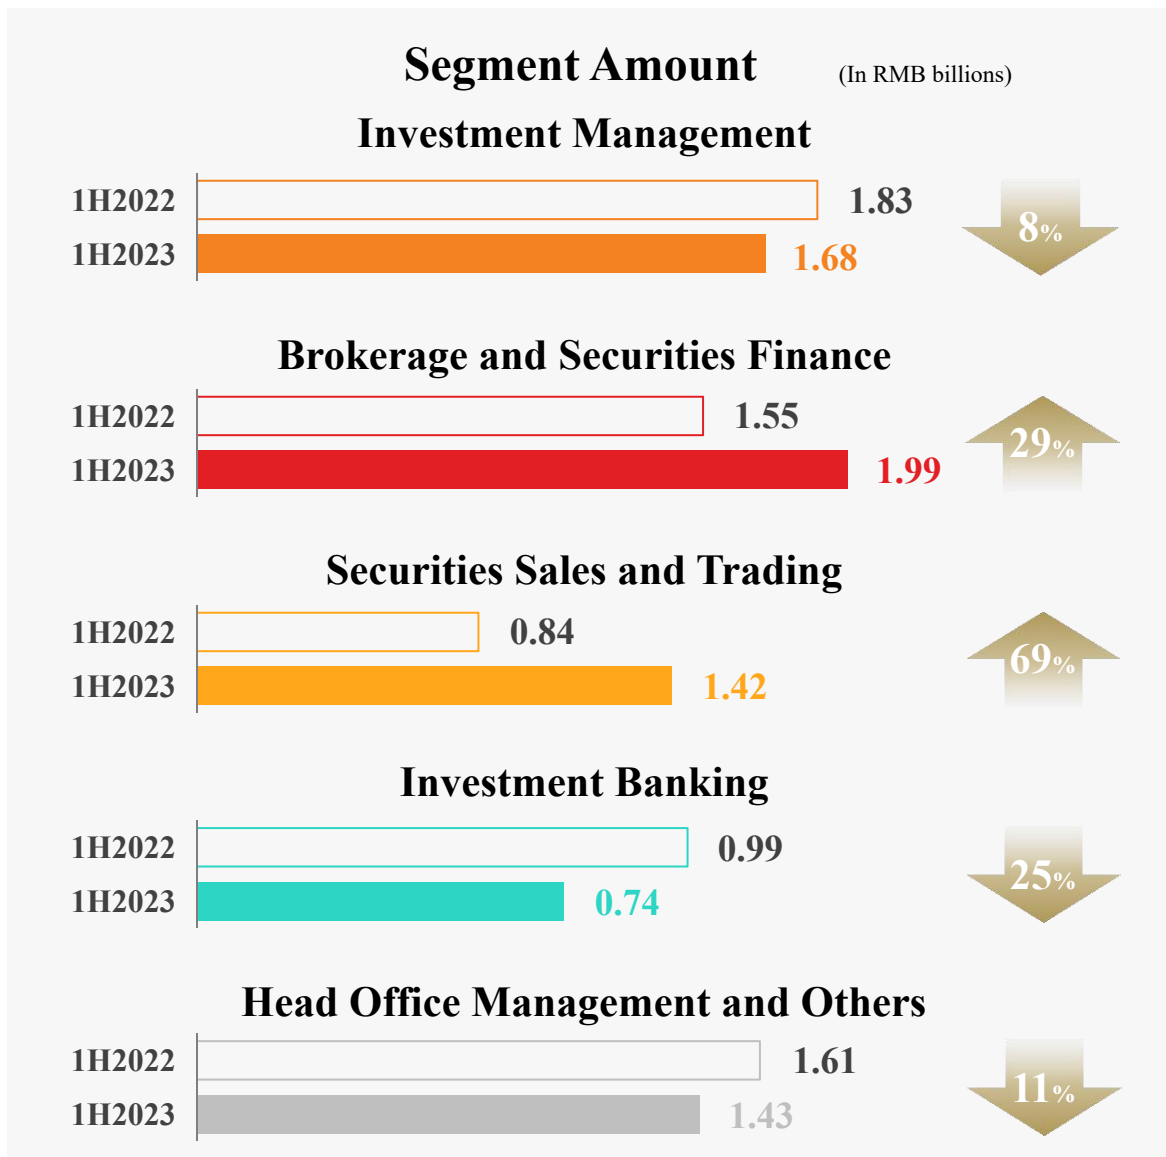 Segment Amount (In RMB billions)
Investment Management
1H2022 1.83
8%
1H2023 1.68
Brokerage and Securities Finance
1H2022 1.55
29%
1H2023 1.99
Securities Sales and Trading
1H2022 0.84
69%
1H2023 1.42
Investment Banking
1H2022 0.99
25%
1H2023 0.74
Head Office Management and Others
1H2022 1.61
11%
1H2023 1.43